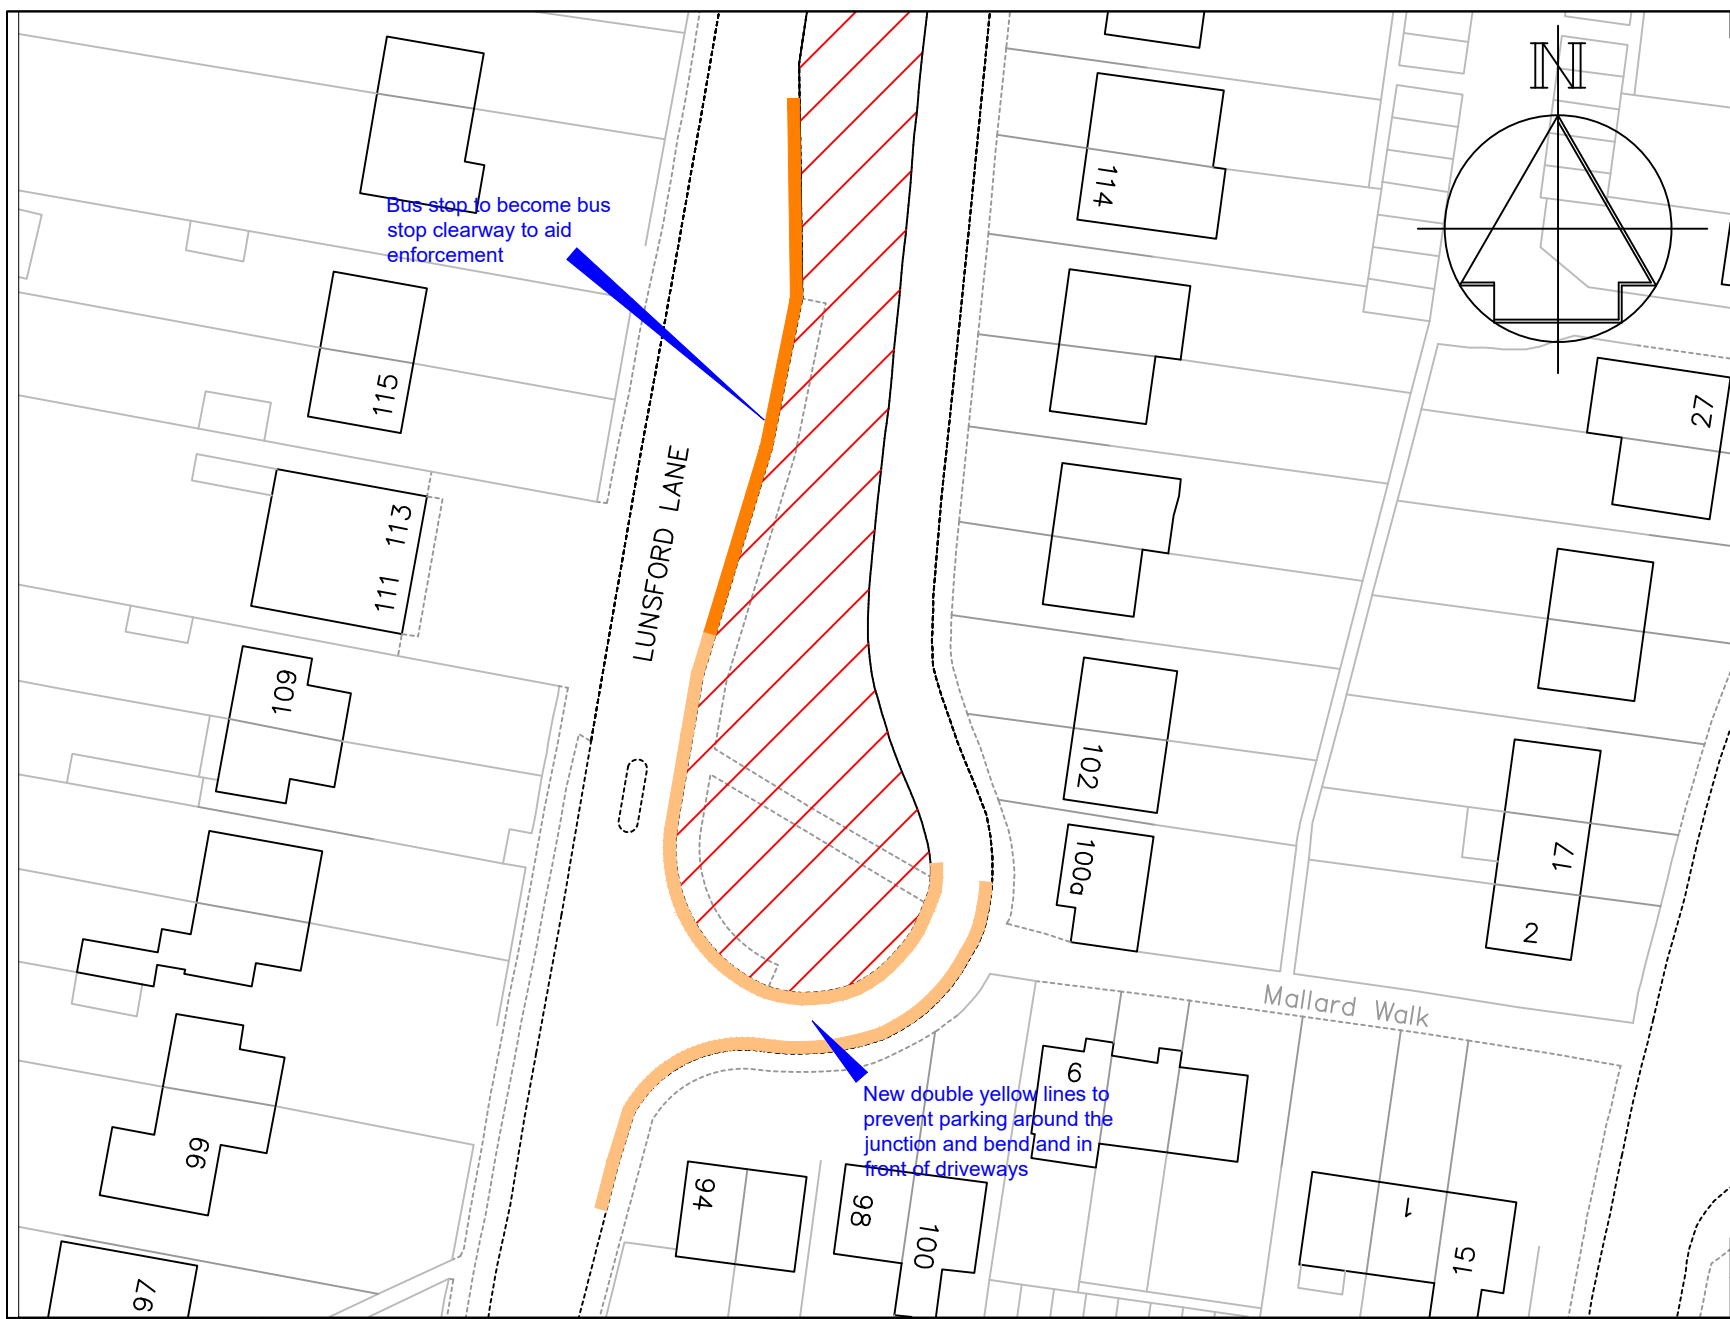 N
114
Bus stop to become bus
stop clearway to aid
enforcement
115
27
113
111
LUNSFORD LANE
109
102
100a
17
2
Mallard Walk
9
New double yellow lines to
prevent parking around the
junction and bend and in
front of driveways
99
94
98
100
1
15
97